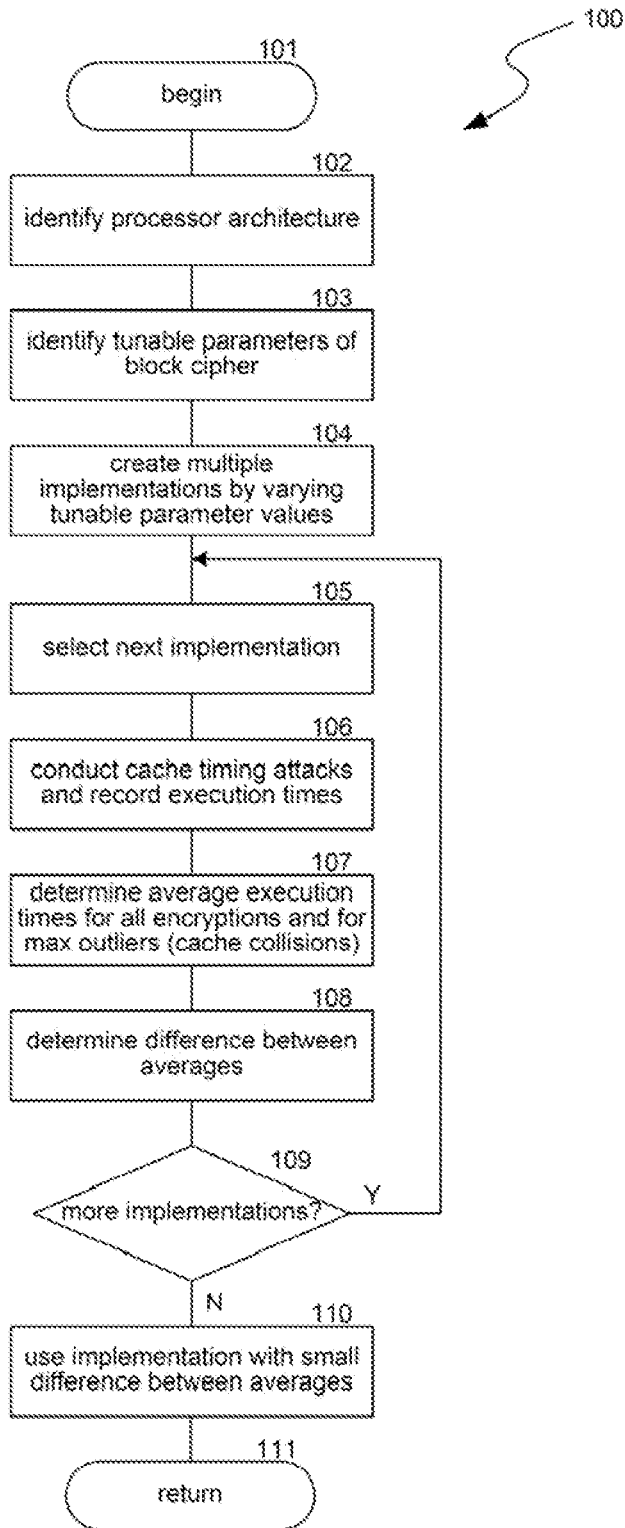 100
101
begin
102
identify processor architecture
103
identify tunable parameters of
block cipher
104
create multiple
implementations by varying
tunable parameter values
105
select next implementation
106
conduct cache timing attacks
and record execution times
107
determine average execution
times for all encryptions and for
max outliers (cache collisions)
108
determine difference between
averages
109
more implementations?
Y
N
110
use implementation with small
difference between averages
111
return